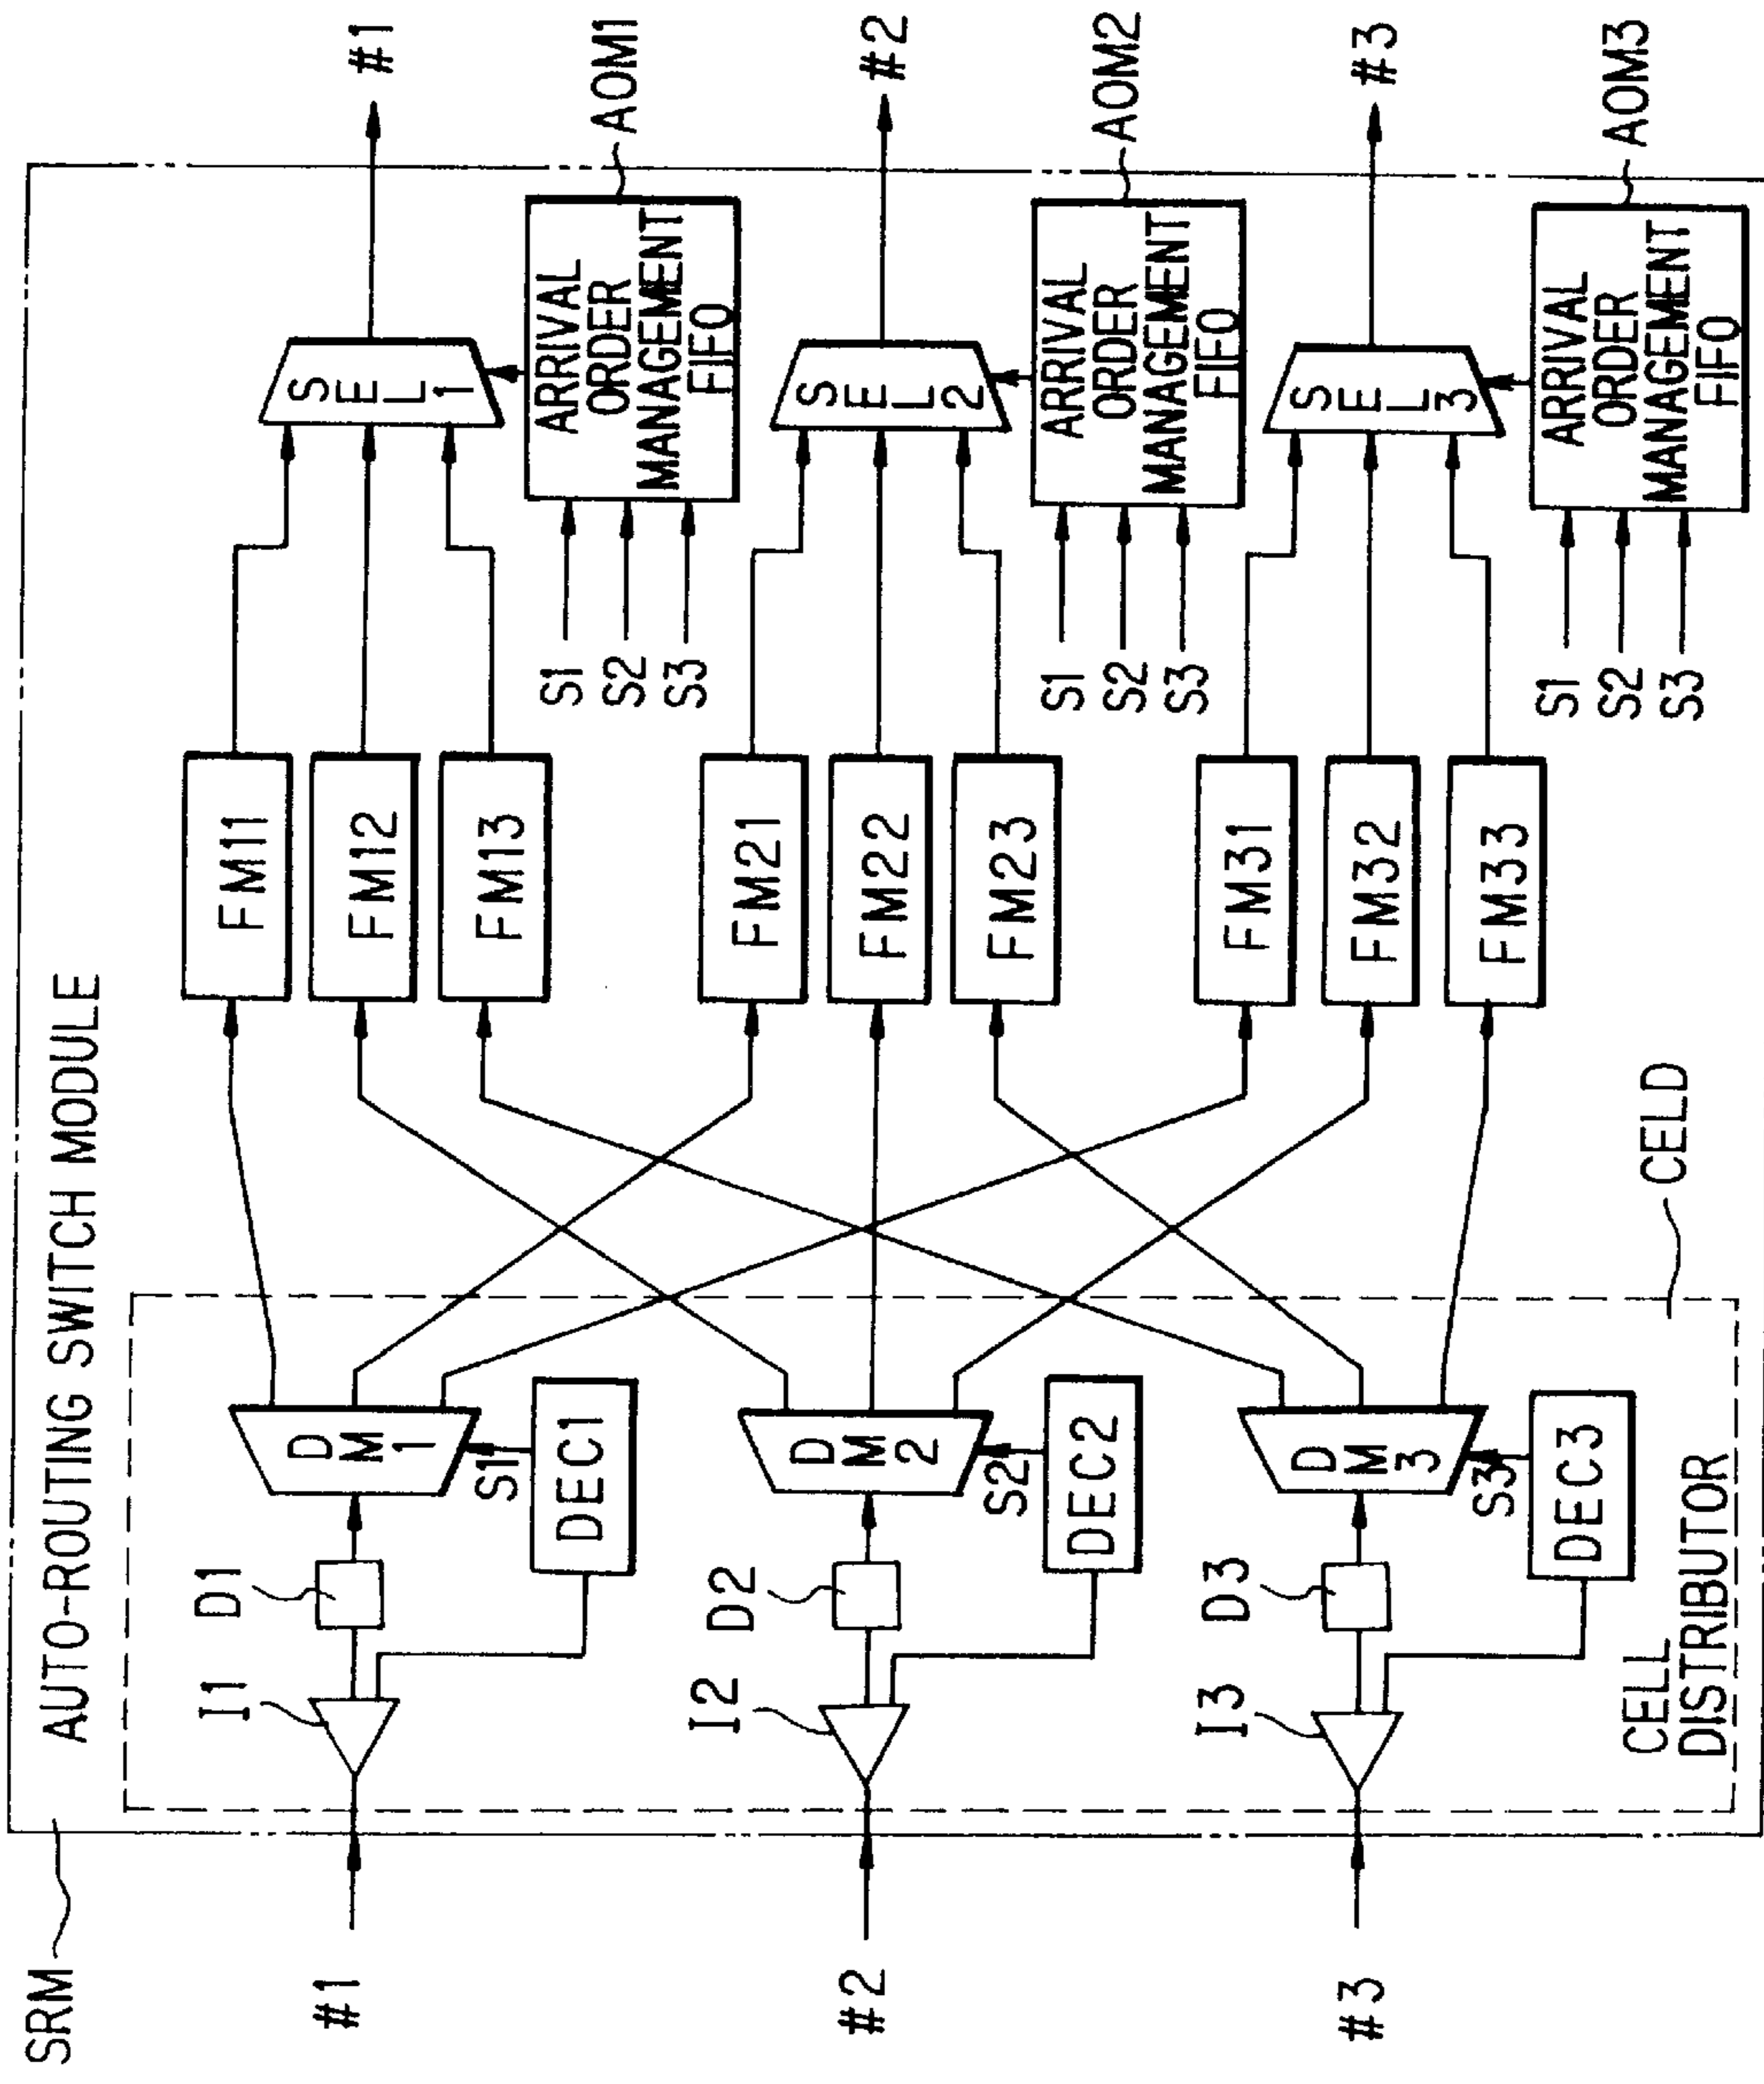 SRM
AUTO-ROUTING SWITCH MODULE
#1
I1
D1
DM1
S1
DEC1
FM11
FM12
FM13
SEL1
#1
S1
S2
S3
ARRIVAL
ORDER
MANAGEMENT
FIFO
AOM1
#2
I2
D2
DM2
S2
DEC2
FM21
FM22
FM23
SEL2
#2
S1
S2
S3
ARRIVAL
ORDER
MANAGEMENT
FIFO
AOM2
#3
I3
D3
DM3
S3
DEC3
FM31
FM32
FM33
SEL3
#3
S1
S2
S3
ARRIVAL
ORDER
MANAGEMENT
FIFO
AOM3
CELL
DISTRIBUTOR
CELD